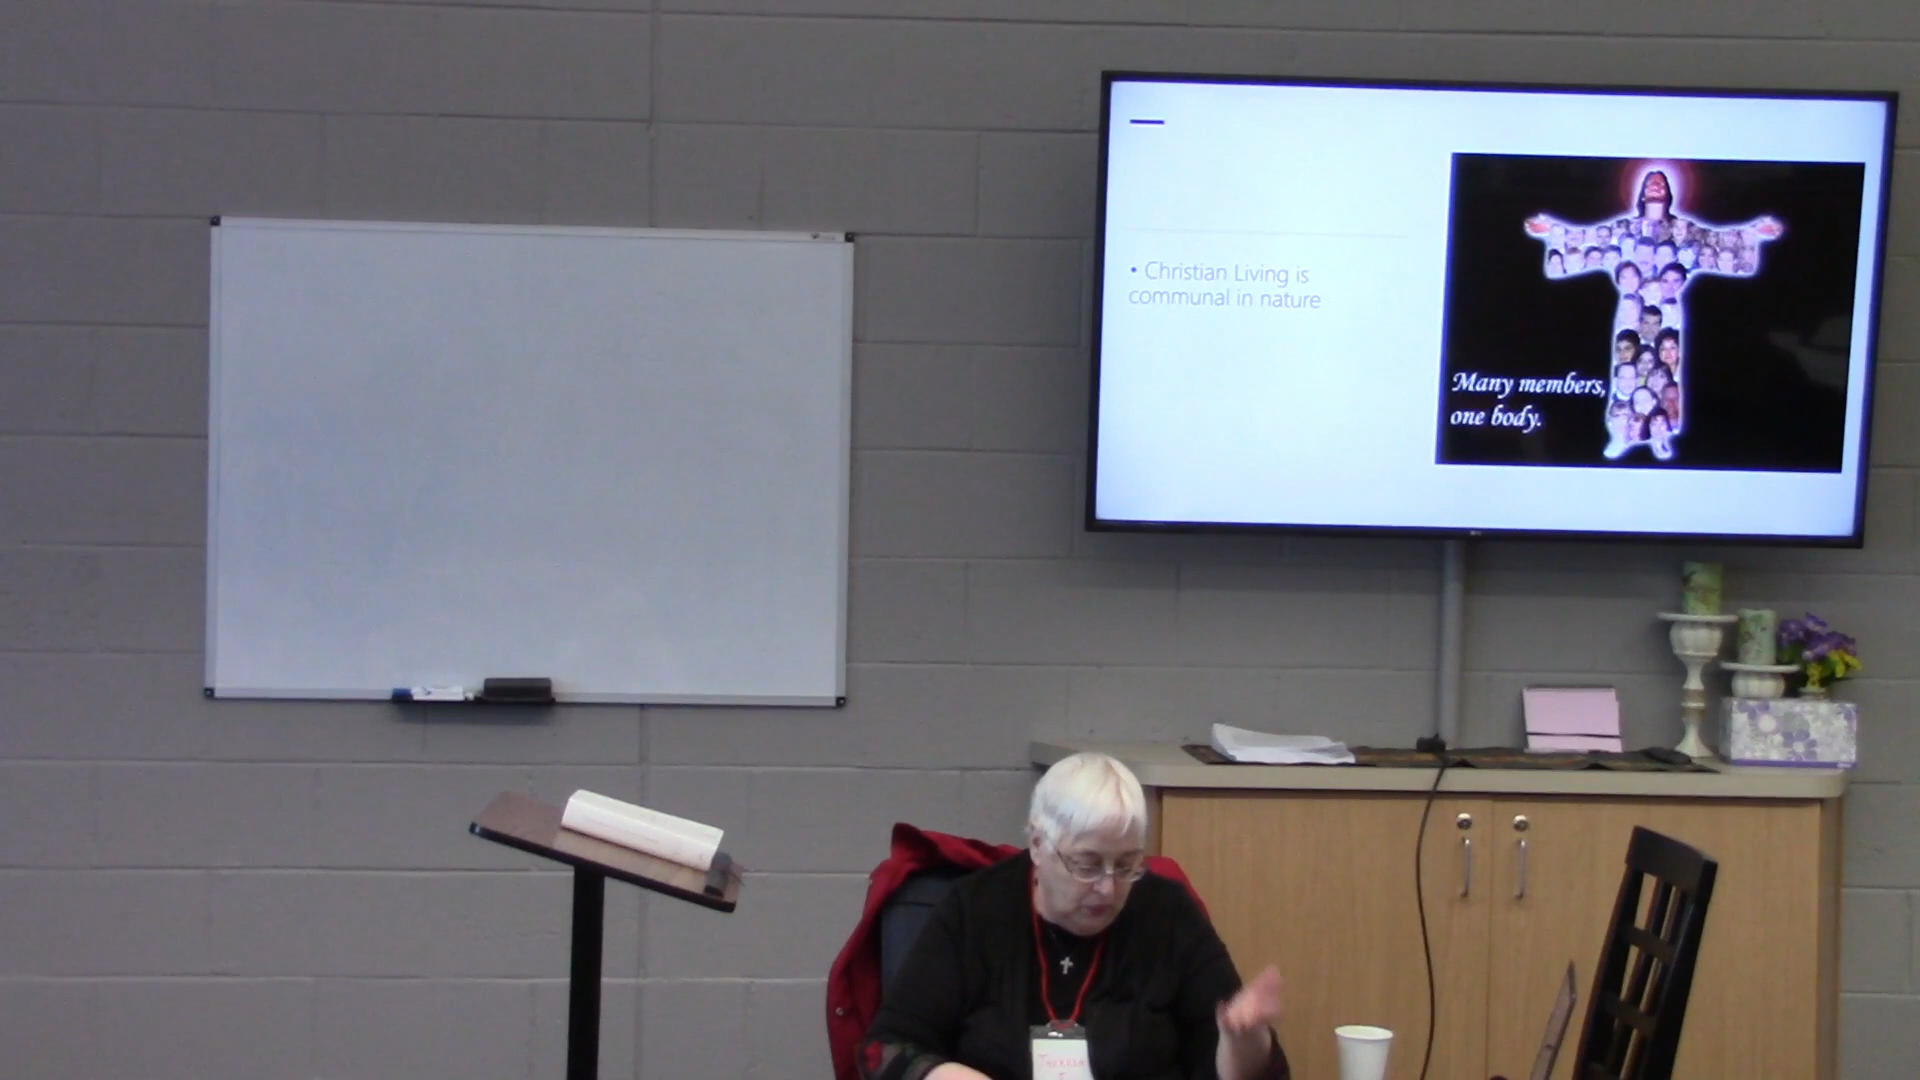 • Christian Living is
communal in nature
Many members,
one body.